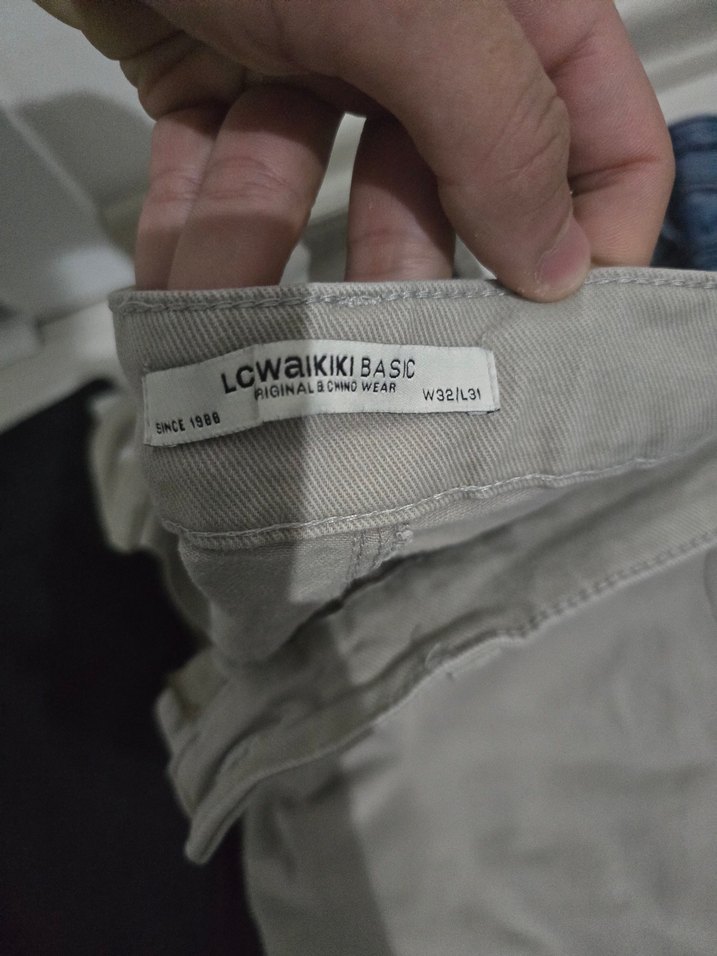 LCWAIKIKI BASIC
RIGINAL & CHINO WEAR
SINCE 1988
W32/L31